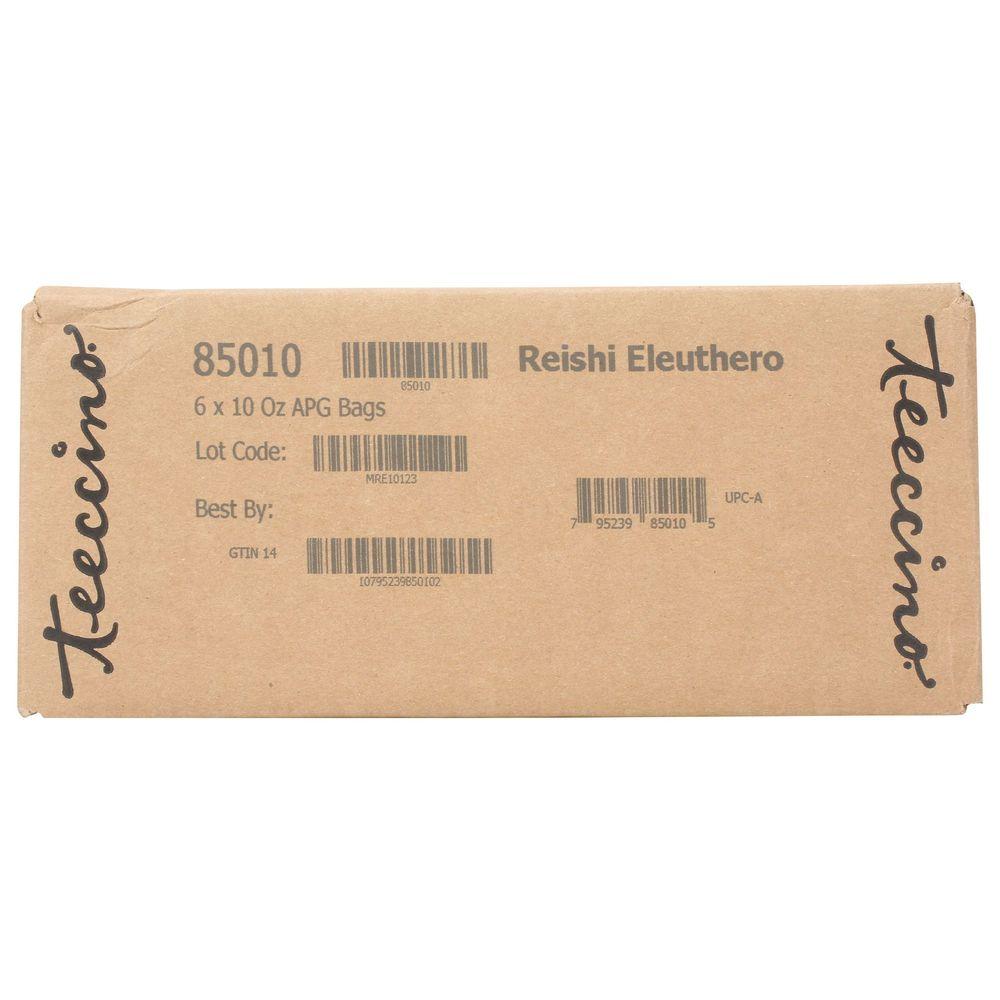 teeccino.
85010
85010
Reishi Eleuthero
6 x 10 Oz APG Bags
Lot Code:
MRE10123
Best By:
7 95239 85010 5
UPC-A
GTIN 14
10795239850102
teeccino.